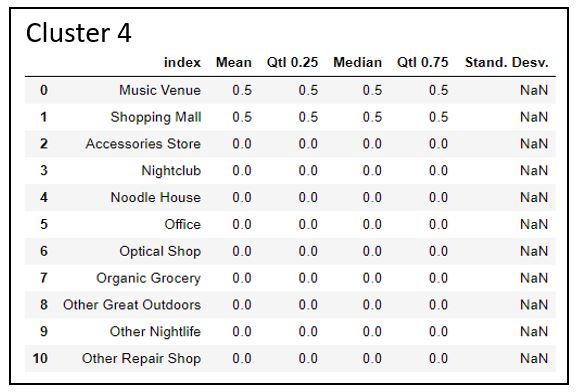 Cluster 4
index Mean Qtl 0.25 Median Qtl 0.75 Stand. Desv.
0 Music Venue 0.5 0.5 0.5 0.5 NaN
1 Shopping Mall 0.5 0.5 0.5 0.5 NaN
2 Accessories Store 0.0 0.0 0.0 0.0 NaN
3 Nightclub 0.0 0.0 0.0 0.0 NaN
4 Noodle House 0.0 0.0 0.0 0.0 NaN
5 Office 0.0 0.0 0.0 0.0 NaN
6 Optical Shop 0.0 0.0 0.0 0.0 NaN
7 Organic Grocery 0.0 0.0 0.0 0.0 NaN
8 Other Great Outdoors 0.0 0.0 0.0 0.0 NaN
9 Other Nightlife 0.0 0.0 0.0 0.0 NaN
10 Other Repair Shop 0.0 0.0 0.0 0.0 NaN